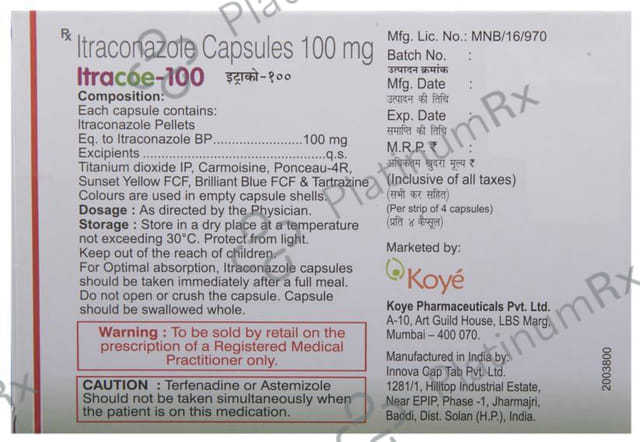 Rx Itraconazole Capsules 100 mg
Itracoe-100 इट्राको-१००
Composition:
Each capsule contains:
Itraconazole Pellets
Eq. to Itraconazole BP.......................100 mg
Excipients ..........................................q.s.
Titanium dioxide IP, Carmoisine, Ponceau-4R,
Sunset Yellow FCF, Brilliant Blue FCF & Tartrazine
Colours are used in empty capsule shells.
Dosage : As directed by the Physician.
Storage : Store in a dry place at a temperature
not exceeding 30°C. Protect from light.
Keep out of the reach of children.
For Optimal absorption, Itraconazole capsules
should be taken immediately after a full meal.
Do not open or crush the capsule. Capsule
should be swallowed whole.
Warning : To be sold by retail on the
prescription of a Registered Medical
Practitioner only.
CAUTION : Terfenadine or Astemizole
Should not be taken simultaneously when
the patient is on this medication.
Mfg. Lic. No.: MNB/16/970
Batch No. :
उत्पादन क्रमांक
Mfg. Date :
उत्पादन की तिथि
Exp. Date :
समाप्ति की तिथि
M.R.P. ₹ :
अधिकतम खुदरा मूल्य ₹
(Inclusive of all taxes)
(सभी कर सहित)
(Per strip of 4 capsules)
(प्रति ४ कैप्सूल)
Marketed by:
Koyé
Koye Pharmaceuticals Pvt. Ltd.
A-10, Art Guild House, LBS Marg,
Mumbai – 400 070.
Manufactured in India by:
Innova Cap Tab Pvt. Ltd.
1281/1, Hilltop Industrial Estate,
Near EPIP, Phase -1, Jharmajri,
Baddi, Dist. Solan (H.P.), India.
2003800
PlatinumRx
PlatinumRx
PlatinumRx